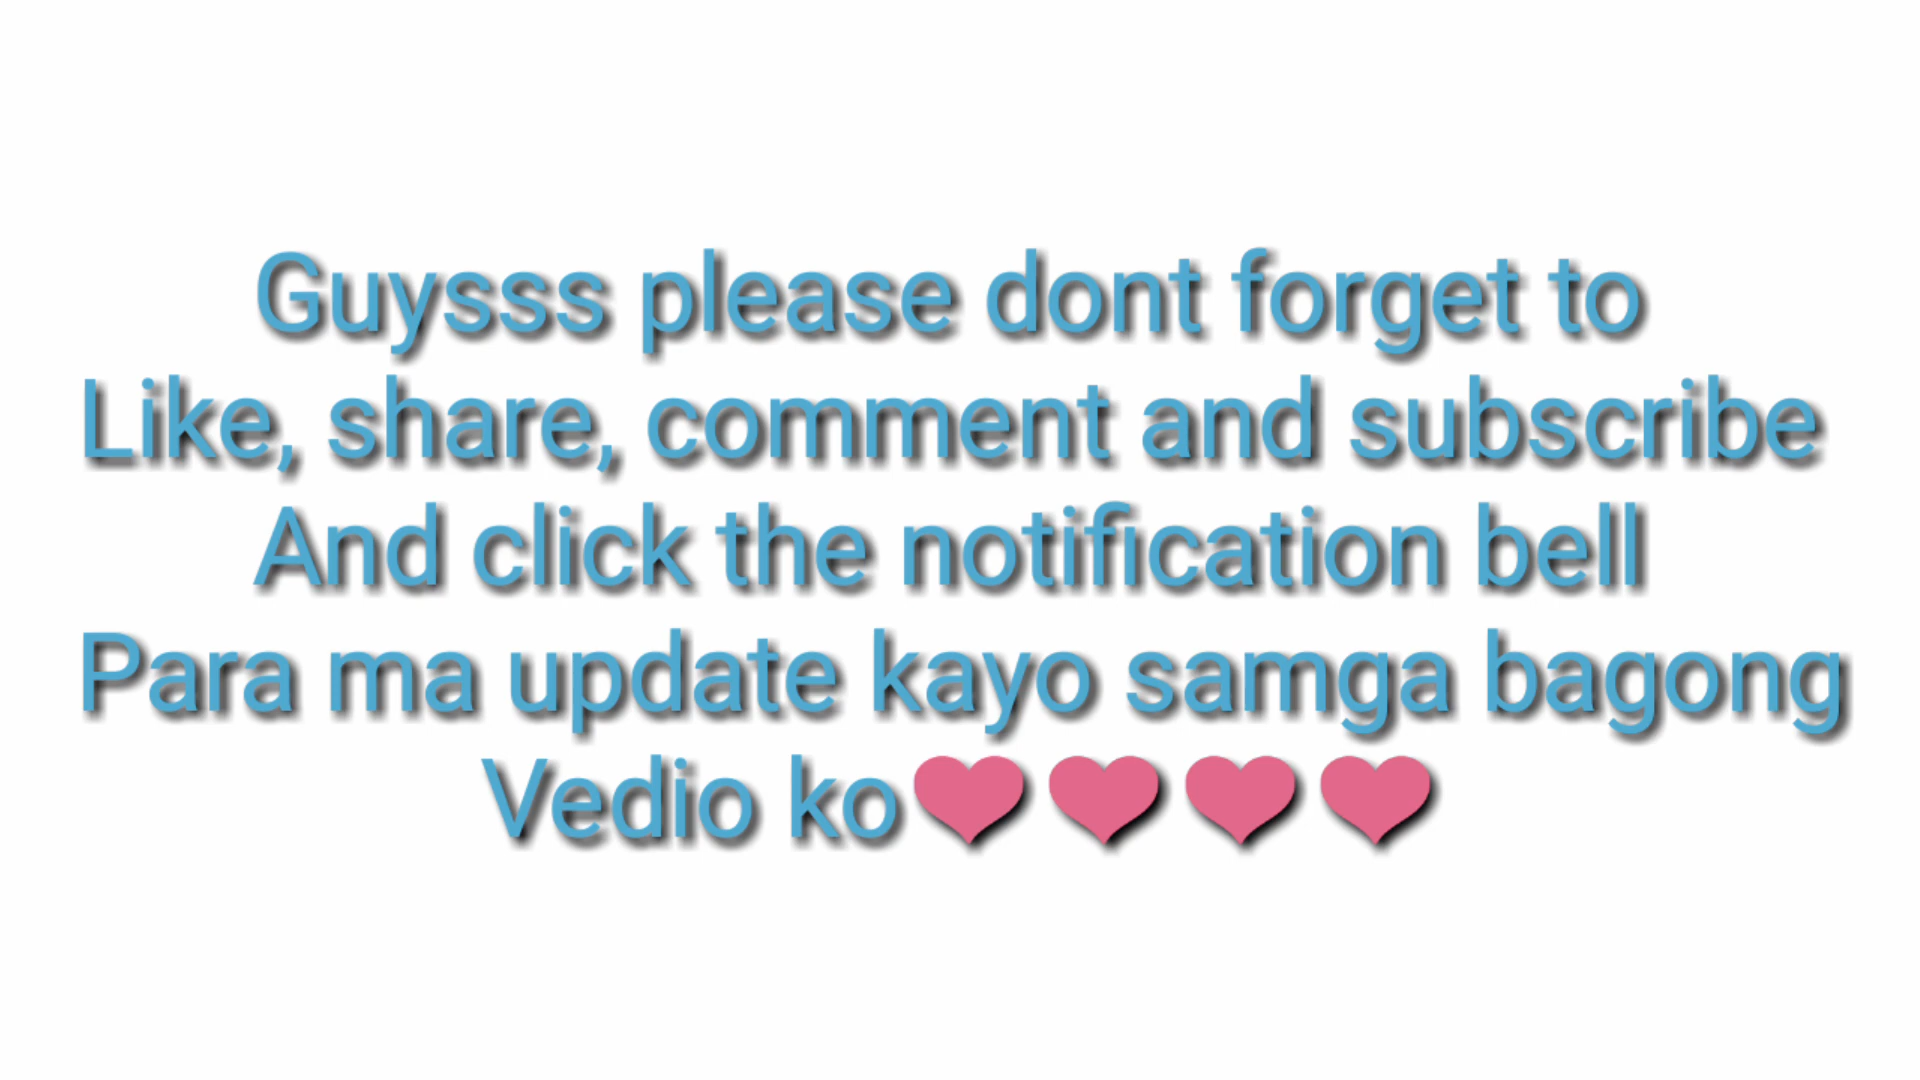 Guysss please dont forget to
Like, share, comment and subscribe
And click the notification bell
Para ma update kayo samga bagong
Vedio ko❤❤❤❤